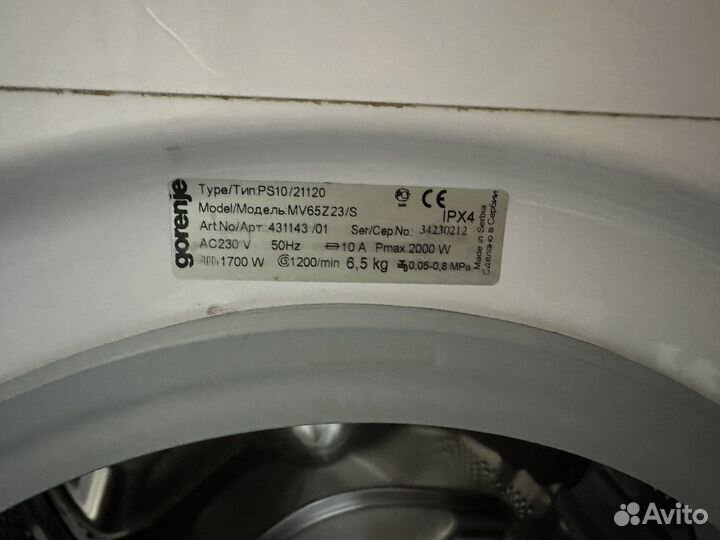 gorenje
Type/Тип:PS10/21120
Model/Модель:MV65Z23/S
Art.No/Арт. 431143 /01 Ser/Сер.No.: 34230212
AC230 V 50Hz 10 A Pmax.2000 W
1700 W 1200/min 6,5 kg 0,05-0,8 MPa
CE
IPX4
Made in Serbia
Сделано в Сербии
Avito